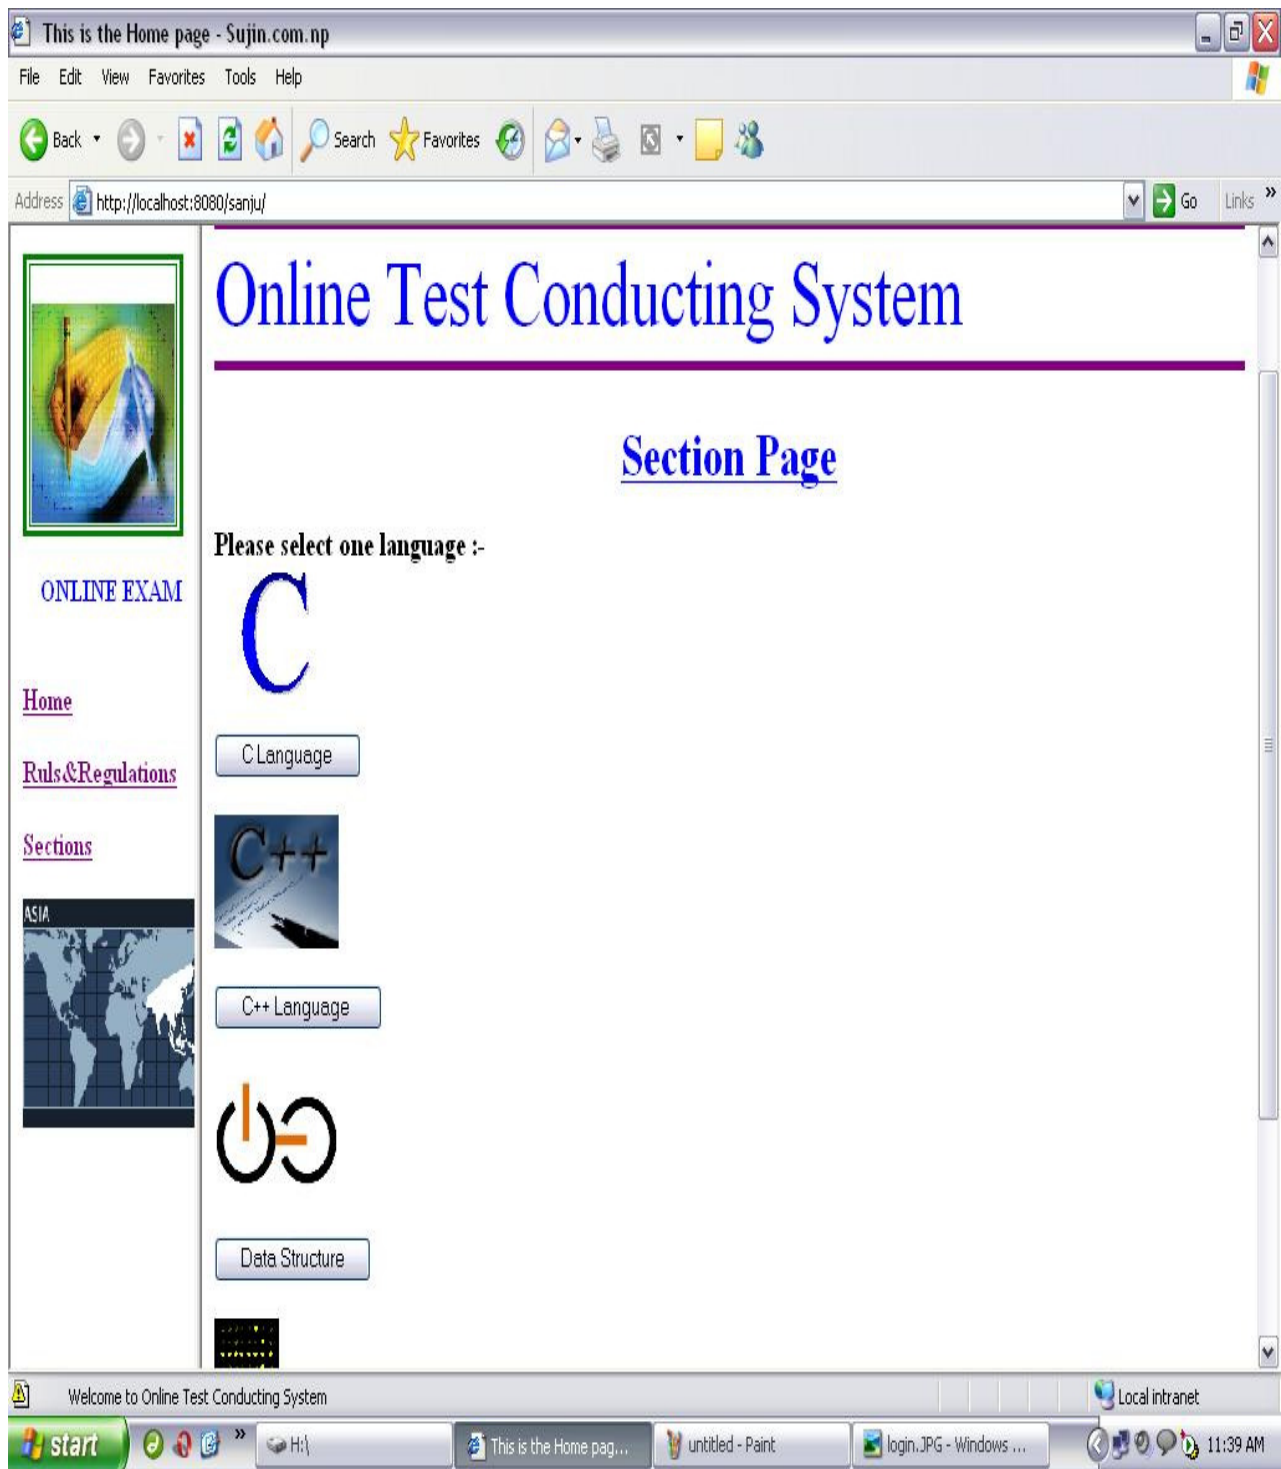 This is the Home page - Sujin.com.np
File Edit View Favorites Tools Help
Back Search Favorites
Address http://localhost:8080/sanju/ Go Links »
Online Test Conducting System
Section Page
Please select one language :-
C
C Language
C++
C++ Language
Data Structure
ONLINE EXAM
Home
Ruls&Regulations
Sections
ASIA
Welcome to Online Test Conducting System Local intranet
start » H:\ This is the Home pag... untitled - Paint login.JPG - Windows ... 11:39 AM